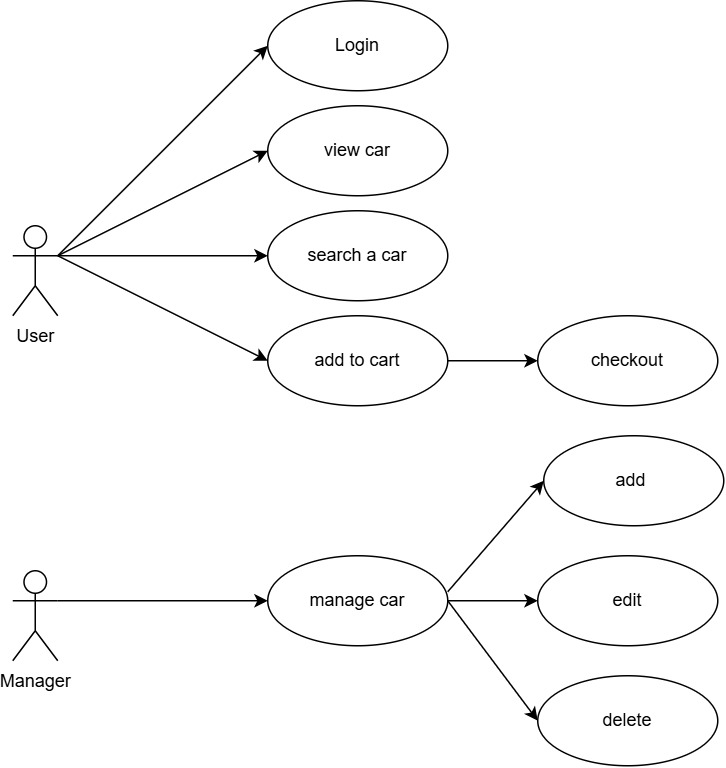 Login
view car
search a car
User
add to cart
checkout
add
manage car
edit
Manager
delete